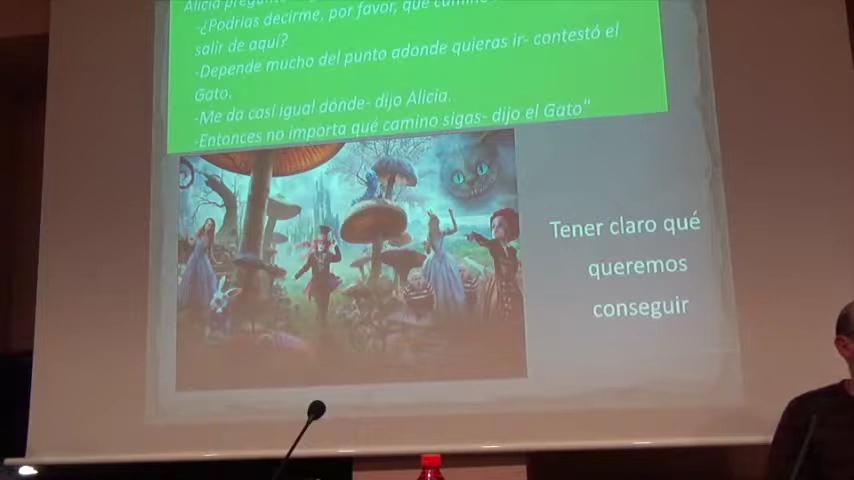 Alicia
-¿Podrías decirme, por favor, qué camino
salir de aquí?
-Depende mucho del punto adonde quieras ir- contestó el
Gato.
-Me da casi igual dónde- dijo Alicia.
-Entonces no importa qué camino sigas- dijo el Gato"
Tener claro qué
queremos
conseguir